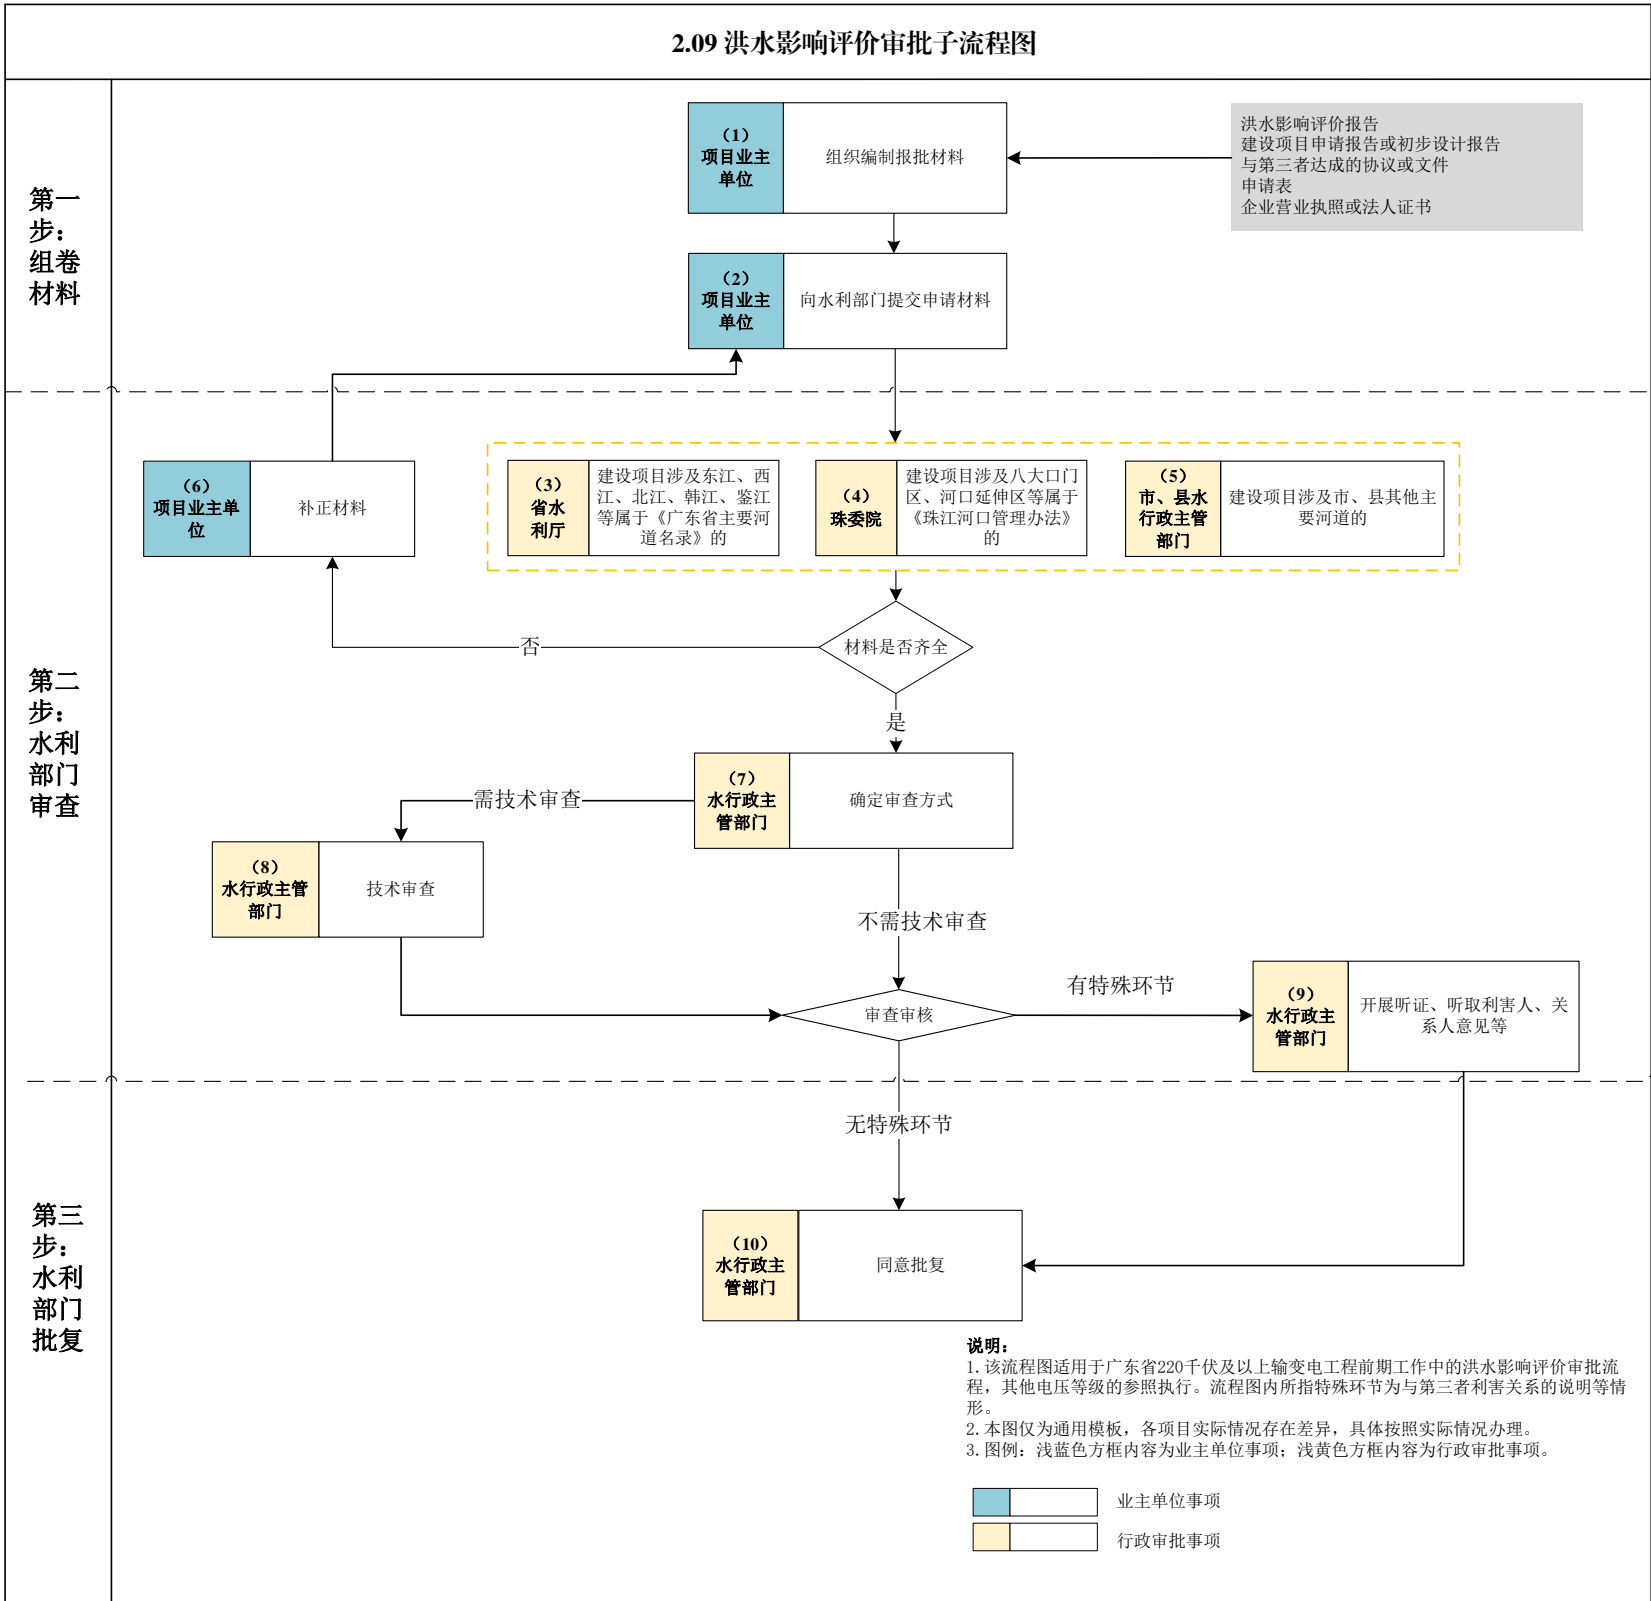 2.09 洪水影响评价审批子流程图
第一
步：
组卷
材料
（1）
项目业主
单位
组织编制报批材料
洪水影响评价报告
建设项目申请报告或初步设计报告
与第三者达成的协议或文件
申请表
企业营业执照或法人证书
（2）
项目业主
单位
向水利部门提交申请材料
第二
步：
水利
部门
审查
（6）
项目业主单
位
补正材料
（3）
省水
利厅
建设项目涉及东江、西
江、北江、韩江、鉴江
等属于《广东省主要河
道名录》的
（4）
珠委院
建设项目涉及八大口门
区、河口延伸区等属于
《珠江河口管理办法》
的
（5）
市、县水
行政主管
部门
建设项目涉及市、县其他主
要河道的
材料是否齐全
否
是
（7）
水行政主
管部门
确定审查方式
需技术审查
（8）
水行政主管
部门
技术审查
不需技术审查
审查审核
有特殊环节
（9）
水行政主
管部门
开展听证、听取利害人、关
系人意见等
第三
步：
水利
部门
批复
无特殊环节
（10）
水行政主
管部门
同意批复
说明：
1.该流程图适用于广东省220千伏及以上输变电工程前期工作中的洪水影响评价审批流
程，其他电压等级的参照执行。流程图内所指特殊环节为与第三者利害关系的说明等情
形。
2.本图仅为通用模板，各项目实际情况存在差异，具体按照实际情况办理。
3.图例：浅蓝色方框内容为业主单位事项；浅黄色方框内容为行政审批事项。
业主单位事项
行政审批事项